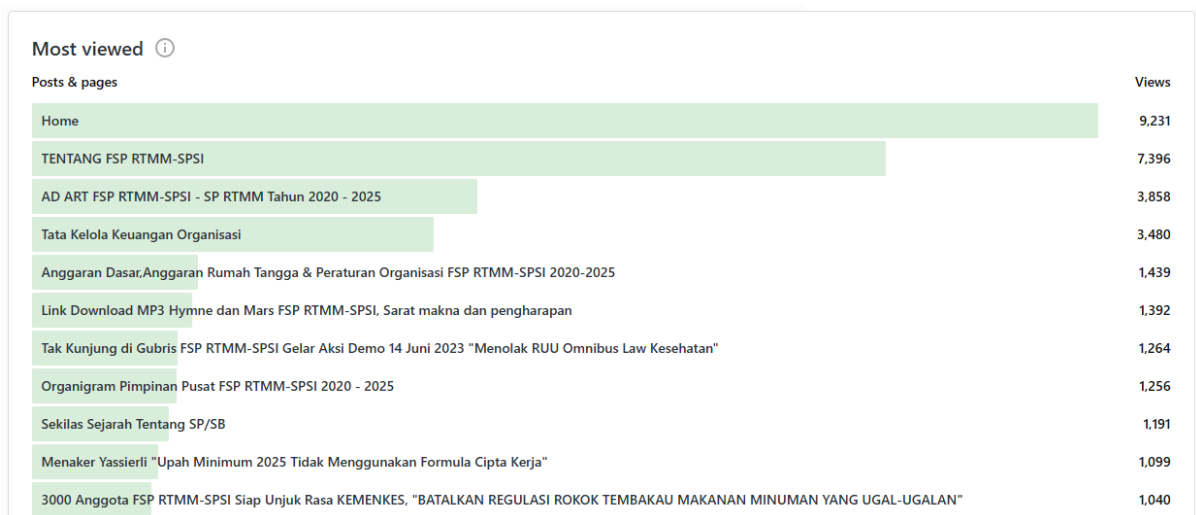 Most viewed
Posts & pages Views
Home 9,231
TENTANG FSP RTMM-SPSI 7,396
AD ART FSP RTMM-SPSI - SP RTMM Tahun 2020 - 2025 3,858
Tata Kelola Keuangan Organisasi 3,480
Anggaran Dasar,Anggaran Rumah Tangga & Peraturan Organisasi FSP RTMM-SPSI 2020-2025 1,439
Link Download MP3 Hymne dan Mars FSP RTMM-SPSI, Sarat makna dan pengharapan 1,392
Tak Kunjung di Gubris FSP RTMM-SPSI Gelar Aksi Demo 14 Juni 2023 "Menolak RUU Omnibus Law Kesehatan" 1,264
Organigram Pimpinan Pusat FSP RTMM-SPSI 2020 - 2025 1,256
Sekilas Sejarah Tentang SP/SB 1,191
Menaker Yassierli "Upah Minimum 2025 Tidak Menggunakan Formula Cipta Kerja" 1,099
3000 Anggota FSP RTMM-SPSI Siap Unjuk Rasa KEMENKES, "BATALKAN REGULASI ROKOK TEMBAKAU MAKANAN MINUMAN YANG UGAL-UGALAN" 1,040